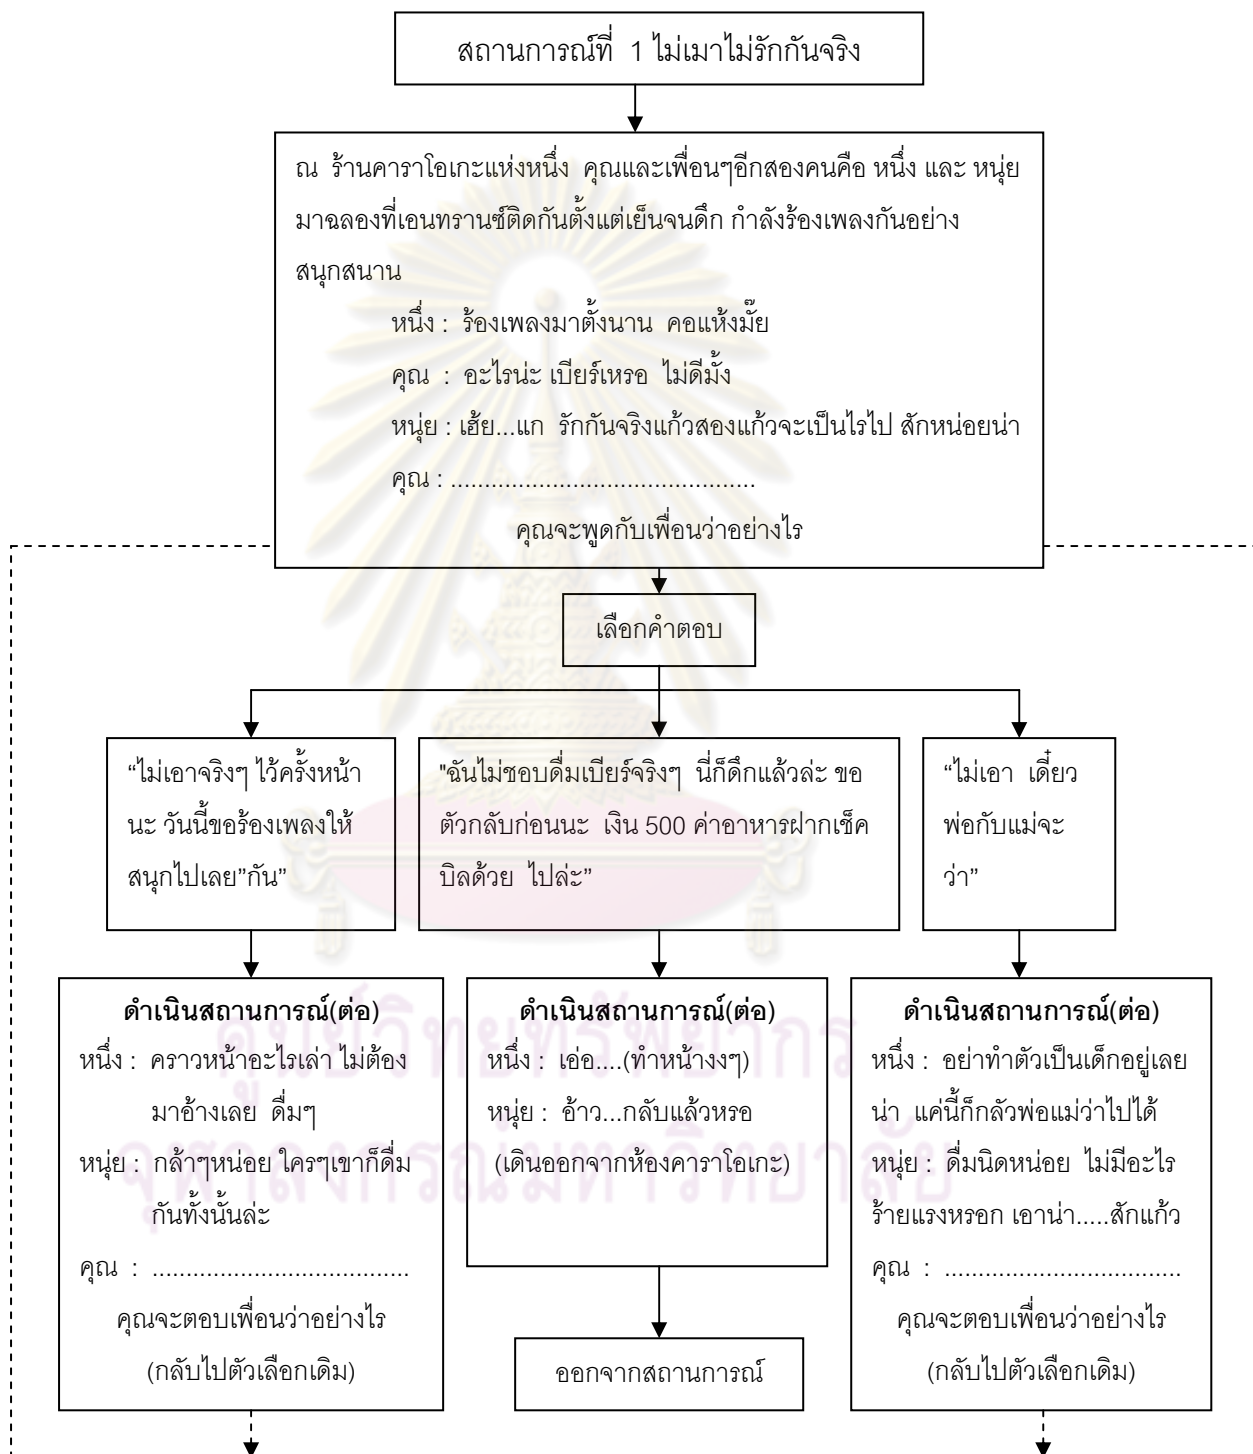 สถานการณ์ที่ 1 ไม่เมาไม่รักกันจริง
ณ ร้านคาราโอเกะแห่งหนึ่ง คุณและเพื่อนๆอีกสองคนคือ หนึ่ง และ หนุ่ย
มาฉลองที่เอนทรานซ์ติดกันตั้งแต่เย็นจนดึก กำลังร้องเพลงกันอย่าง
สนุกสนาน
หนึ่ง : ร้องเพลงมาตั้งนาน คอแห้งมั๊ย
คุณ : อะไรน่ะ เบียร์เหรอ ไม่ดีมั้ง
หนุ่ย : เฮ้ย...แก รักกันจริงแก้วสองแก้วจะเป็นไรไป สักหน่อยน่า
คุณ : .............................................
คุณจะพูดกับเพื่อนว่าอย่างไร
เลือกคำตอบ
“ไม่เอาจริงๆ ไว้ครั้งหน้า
นะ วันนี้ขอร้องเพลงให้
สนุกไปเลย”กัน”
"ฉันไม่ชอบดื่มเบียร์จริงๆ นี่ก็ดึกแล้วล่ะ ขอ
ตัวกลับก่อนนะ เงิน 500 ค่าอาหารฝากเช็ค
บิลด้วย ไปล่ะ”
“ไม่เอา เดี๋ยว
พ่อกับแม่จะ
ว่า”
ดำเนินสถานการณ์(ต่อ)
หนึ่ง : คราวหน้าอะไรเล่า ไม่ต้อง
มาอ้างเลย ดื่มๆ
หนุ่ย : กล้าๆหน่อย ใครๆเขาก็ดื่ม
กันทั้งนั้นล่ะ
คุณ : ......................................
คุณจะตอบเพื่อนว่าอย่างไร
(กลับไปตัวเลือกเดิม)
ดำเนินสถานการณ์(ต่อ)
หนึ่ง : เอ่อ....(ทำหน้างงๆ)
หนุ่ย : อ้าว...กลับแล้วหรอ
(เดินออกจากห้องคาราโอเกะ)
ออกจากสถานการณ์
ดำเนินสถานการณ์(ต่อ)
หนึ่ง : อย่าทำตัวเป็นเด็กอยู่เลย
น่า แค่นี้ก็กลัวพ่อแม่ว่าไปได้
หนุ่ย : ดื่มนิดหน่อย ไม่มีอะไร
ร้ายแรงหรอก เอาน่า.....สักแก้ว
คุณ : ...................................
คุณจะตอบเพื่อนว่าอย่างไร
(กลับไปตัวเลือกเดิม)
ศูนย์วิทยทรัพยากร
จุฬาลงกรณ์มหาวิทยาลัย